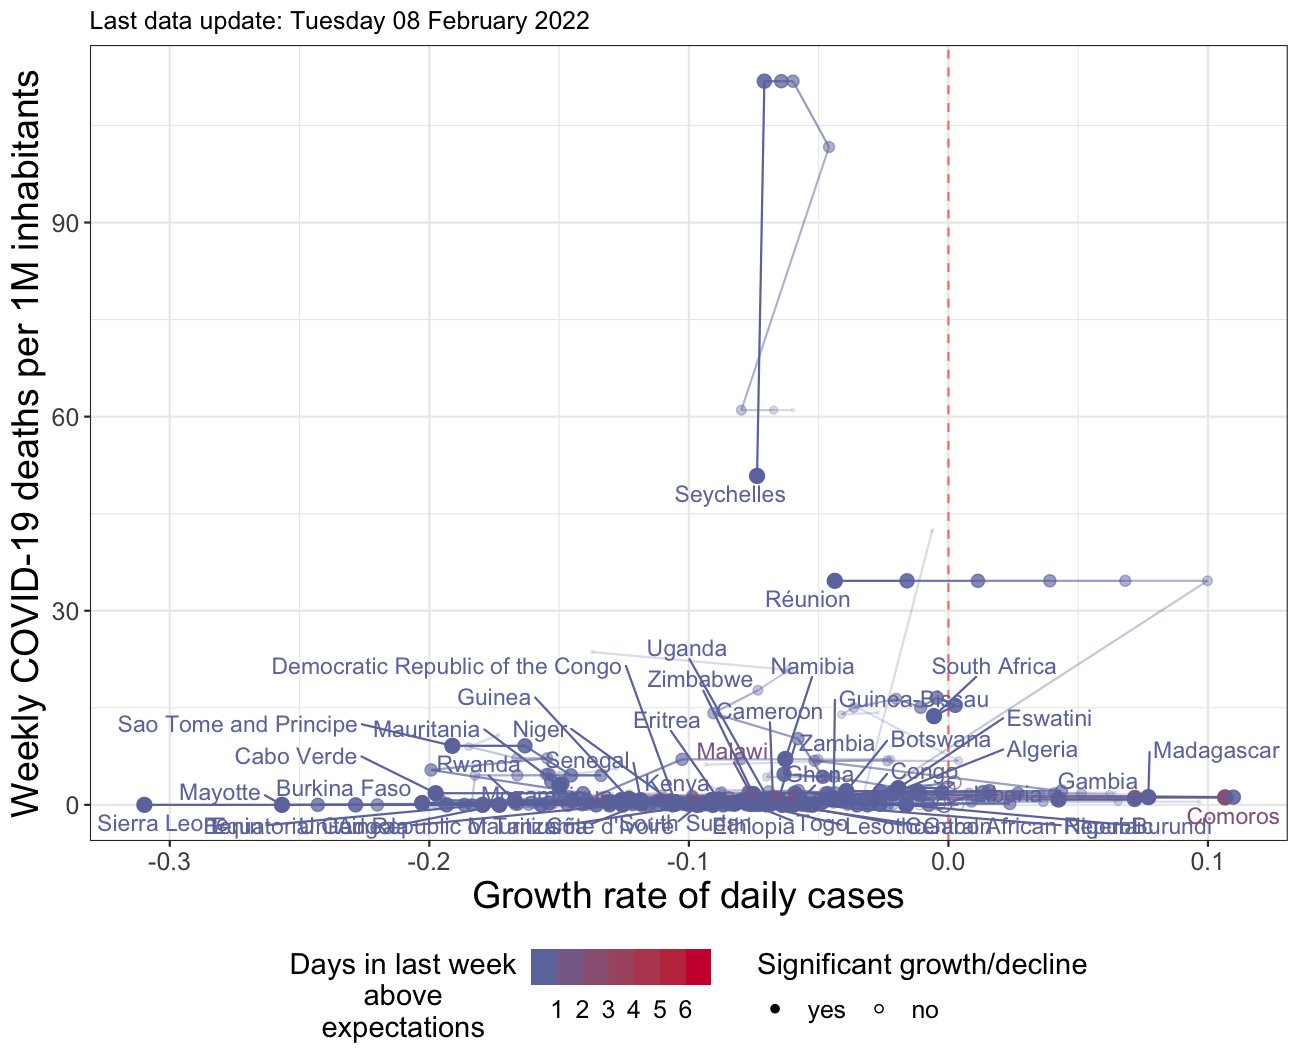 Last data update: Tuesday 08 February 2022
Weekly COVID-19 deaths per 1M inhabitants
90
60
30
0
Seychelles
Réunion
Uganda
Democratic Republic of the Congo
Namibia
South Africa
Zimbabwe
Guinea
Guinea-Bissau
Cameroon
Eswatini
Sao Tome and Principe
Mauritania
Niger
Eritrea
Zambia
Botswana
Malawi
Algeria
Madagascar
Cabo Verde
Rwanda
Senegal
Ghana
Congo
Gambia
Mayotte
Burkina Faso
Kenya
Comoros
Sierra Leone
South Sudan
Ethiopia
Togo
Lesotho
Burundi
-0.3
-0.2
-0.1
0.0
0.1
Growth rate of daily cases
Days in last week
above
expectations
1 2 3 4 5 6
Significant growth/decline
yes
no